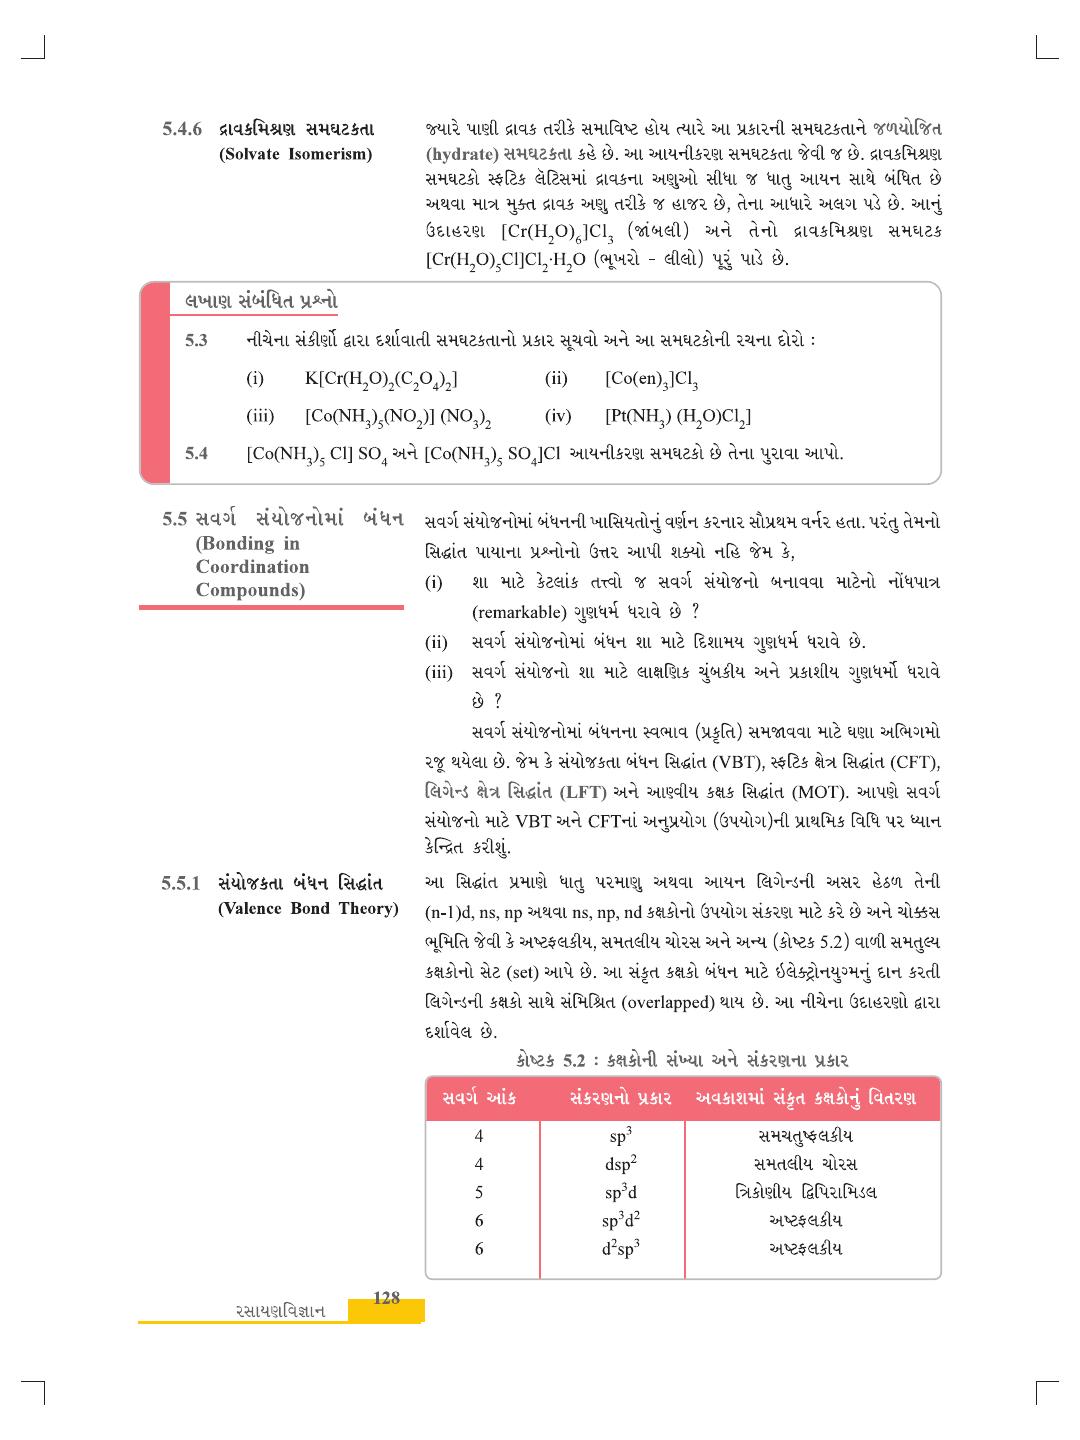 5.4.6 દ્રાવકમિશ્રણ સમઘટકતા
(Solvate Isomerism)
જ્યારે પાણી દ્રાવક તરીકે સમાવિષ્ટ હોય ત્યારે આ પ્રકારની સમઘટકતાને જળયોજિત
(hydrate) સમઘટકતા કહે છે. આ આયનીકરણ સમઘટકતા જેવી જ છે. દ્રાવકમિશ્રણ
સમઘટકો સ્ફટિક લૅટિસમાં દ્રાવકના અણુઓ સીધા જ ધાતુ આયન સાથે બંધિત છે
અથવા માત્ર મુક્ત દ્રાવક અણુ તરીકે જ હાજર છે, તેના આધારે અલગ પડે છે. આનું
ઉદાહરણ [Cr(H₂O)₆]Cl₃ (જાંબલી) અને તેનો દ્રાવકમિશ્રણ સમઘટક
[Cr(H₂O)₅Cl]Cl₂·H₂O (ભૂખરો - લીલો) પૂરું પાડે છે.
લખાણ સંબંધિત પ્રશ્નો
5.3 નીચેના સંકીર્ણો દ્વારા દર્શાવાતી સમઘટકતાનો પ્રકાર સૂચવો અને આ સમઘટકોની રચના દોરો :
(i) K[Cr(H₂O)₂(C₂O₄)₂] (ii) [Co(en)₃]Cl₃
(iii) [Co(NH₃)₅(NO₂)] (NO₃)₂ (iv) [Pt(NH₃) (H₂O)Cl₂]
5.4 [Co(NH₃)₅ Cl] SO₄ અને [Co(NH₃)₅ SO₄]Cl આયનીકરણ સમઘટકો છે તેના પુરાવા આપો.
5.5 સવર્ગ સંયોજનોમાં બંધન
(Bonding in
Coordination
Compounds)
સવર્ગ સંયોજનોમાં બંધનની ખાસિયતોનું વર્ણન કરનાર સૌપ્રથમ વર્નર હતા. પરંતુ તેમનો
સિદ્ધાંત પાયાના પ્રશ્નોનો ઉત્તર આપી શક્યો નહિ જેમ કે,
(i) શા માટે કેટલાંક તત્ત્વો જ સવર્ગ સંયોજનો બનાવવા માટેનો નોંધપાત્ર
(remarkable) ગુણધર્મ ધરાવે છે ?
(ii) સવર્ગ સંયોજનોમાં બંધન શા માટે દિશામય ગુણધર્મ ધરાવે છે.
(iii) સવર્ગ સંયોજનો શા માટે લાક્ષણિક ચુંબકીય અને પ્રકાશીય ગુણધર્મો ધરાવે
છે ?
સવર્ગ સંયોજનોમાં બંધનના સ્વભાવ (પ્રકૃતિ) સમજાવવા માટે ઘણા અભિગમો
રજૂ થયેલા છે. જેમ કે સંયોજકતા બંધન સિદ્ધાંત (VBT), સ્ફટિક ક્ષેત્ર સિદ્ધાંત (CFT),
લિગેન્ડ ક્ષેત્ર સિદ્ધાંત (LFT) અને આણ્વીય કક્ષક સિદ્ધાંત (MOT). આપણે સવર્ગ
સંયોજનો માટે VBT અને CFTનાં અનુપ્રયોગ (ઉપયોગ)ની પ્રાથમિક વિધિ પર ધ્યાન
કેન્દ્રિત કરીશું.
5.5.1 સંયોજકતા બંધન સિદ્ધાંત
(Valence Bond Theory)
આ સિદ્ધાંત પ્રમાણે ધાતુ પરમાણુ અથવા આયન લિગેન્ડની અસર હેઠળ તેની
(n-1)d, ns, np અથવા ns, np, nd કક્ષકોનો ઉપયોગ સંકરણ માટે કરે છે અને ચોક્કસ
ભૂમિતિ જેવી કે અષ્ટફલકીય, સમતલીય ચોરસ અને અન્ય (કોષ્ટક 5.2) વાળી સમતુલ્ય
કક્ષકોનો સેટ (set) આપે છે. આ સંકૃત કક્ષકો બંધન માટે ઇલેક્ટ્રોનયુગ્મનું દાન કરતી
લિગેન્ડની કક્ષકો સાથે સંમિશ્રિત (overlapped) થાય છે. આ નીચેના ઉદાહરણો દ્વારા
દર્શાવેલ છે.
કોષ્ટક 5.2 : કક્ષકોની સંખ્યા અને સંકરણના પ્રકાર
સવર્ગ આંક સંકરણનો પ્રકાર અવકાશમાં સંકૃત કક્ષકોનું વિતરણ
4 sp³ સમચતુષ્ફલકીય
4 dsp² સમતલીય ચોરસ
5 sp³d ત્રિકોણીય દ્વિપિરામિડલ
6 sp³d² અષ્ટફલકીય
6 d²sp³ અષ્ટફલકીય
રસાયણવિજ્ઞાન 128